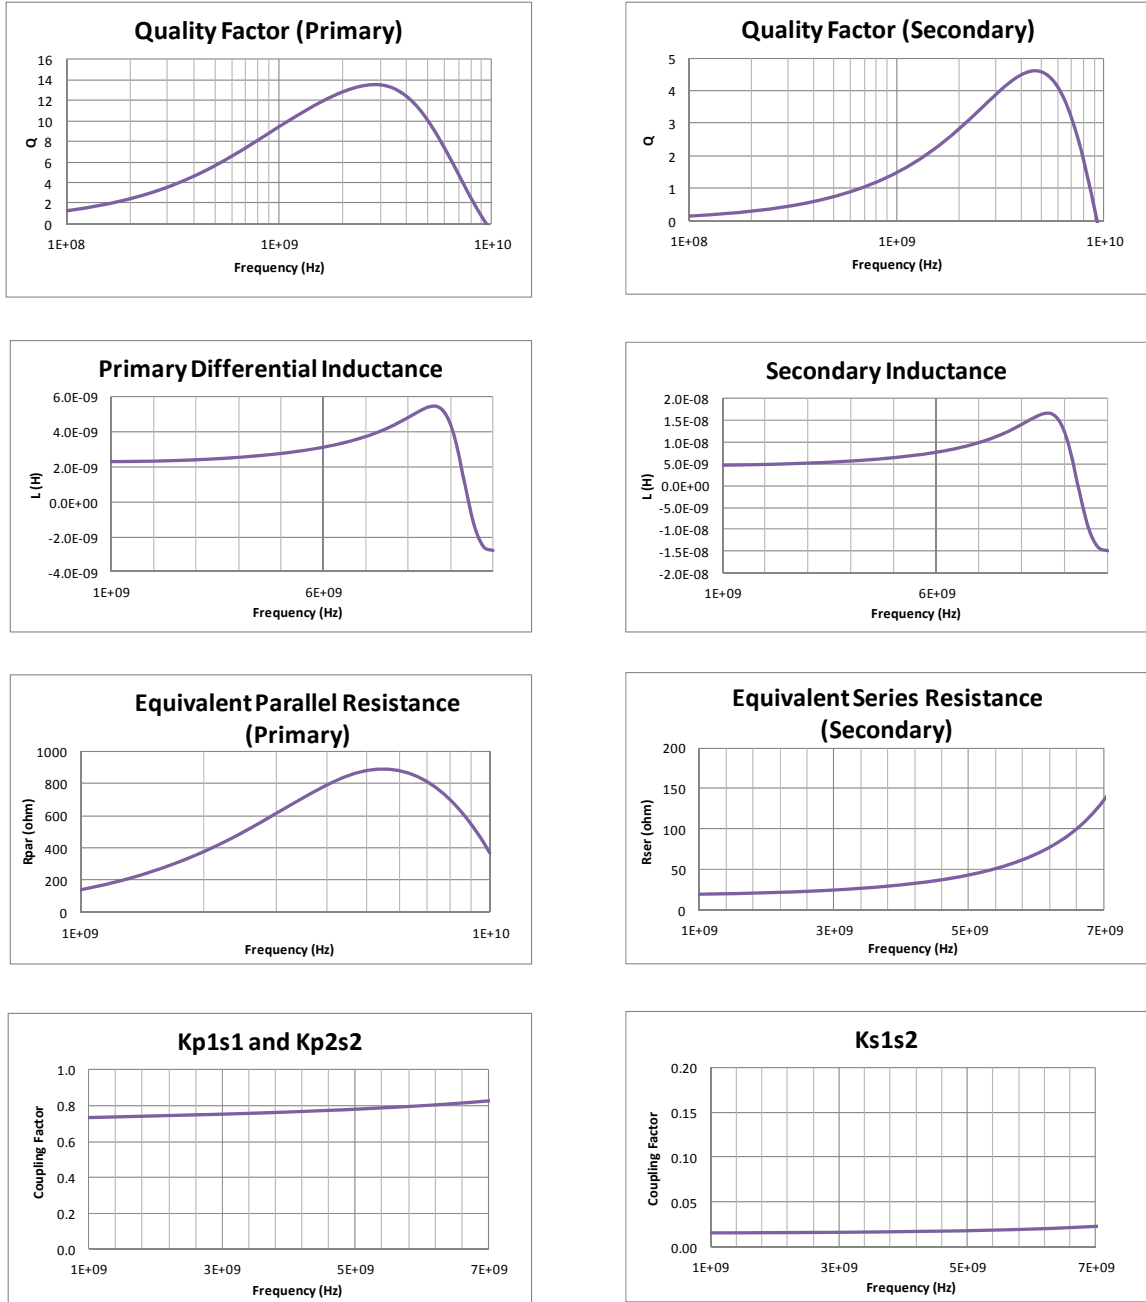 Quality Factor (Primary)
16
14
12
10
8
6
4
2
0
Q
1E+08
1E+09
1E+10
Frequency (Hz)
Quality Factor (Secondary)
5
4
3
2
1
0
Q
1E+08
1E+09
1E+10
Frequency (Hz)
Primary Differential Inductance
6.0E-09
4.0E-09
2.0E-09
0.0E+00
-2.0E-09
-4.0E-09
L (H)
1E+09
6E+09
Frequency (Hz)
Secondary Inductance
2.0E-08
1.5E-08
1.0E-08
5.0E-09
0.0E+00
-5.0E-09
-1.0E-08
-1.5E-08
-2.0E-08
L (H)
1E+09
6E+09
Frequency (Hz)
Equivalent Parallel Resistance
(Primary)
1000
800
600
400
200
0
Rpar (ohm)
1E+09
1E+10
Frequency (Hz)
Equivalent Series Resistance
(Secondary)
200
150
100
50
0
Rser (ohm)
1E+09
3E+09
5E+09
7E+09
Frequency (Hz)
Kp1s1 and Kp2s2
1.0
0.8
0.6
0.4
0.2
0.0
Coupling Factor
1E+09
3E+09
5E+09
7E+09
Frequency (Hz)
Ks1s2
0.20
0.15
0.10
0.05
0.00
Coupling Factor
1E+09
3E+09
5E+09
7E+09
Frequency (Hz)